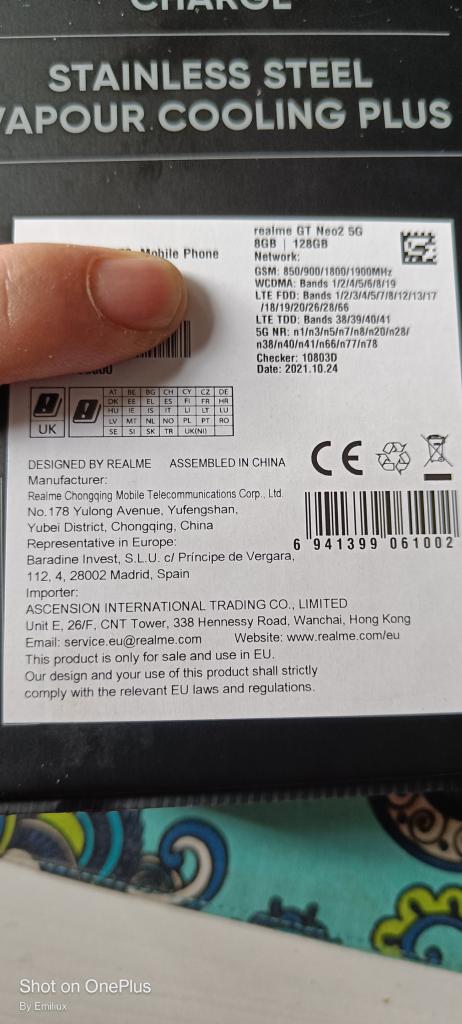 CHARGE
STAINLESS STEEL
VAPOUR COOLING PLUS
Mobile Phone
realme GT Neo2 5G
8GB | 128GB
Network:
GSM: 850/900/1800/1900MHz
WCDMA: Bands 1/2/4/5/6/8/19
LTE FDD: Bands 1/2/3/4/5/7/8/12/13/17
/18/19/20/26/28/66
LTE TDD: Bands 38/39/40/41
5G NR: n1/n3/n5/n7/n8/n20/n28/
n38/n40/n41/n66/n77/n78
Checker: 10803D
Date: 2021.10.24
UK
AT BE BG CH CY CZ DE
DK EE EL ES FI FR HR
HU IE IS IT LI LT LU
LV MT NL NO PL PT RO
SE SI SK TR UK(NI)
DESIGNED BY REALME ASSEMBLED IN CHINA
CE
Manufacturer:
Realme Chongqing Mobile Telecommunications Corp., Ltd.
No.178 Yulong Avenue, Yufengshan,
Yubei District, Chongqing, China
6 941399 061002
Representative in Europe:
Baradine Invest, S.L.U. c/ Príncipe de Vergara,
112, 4, 28002 Madrid, Spain
Importer:
ASCENSION INTERNATIONAL TRADING CO., LIMITED
Unit E, 26/F, CNT Tower, 338 Hennessy Road, Wanchai, Hong Kong
Email: service.eu@realme.com Website: www.realme.com/eu
This product is only for sale and use in EU.
Our design and your use of this product shall strictly
comply with the relevant EU laws and regulations.
Shot on OnePlus
By Emiliux